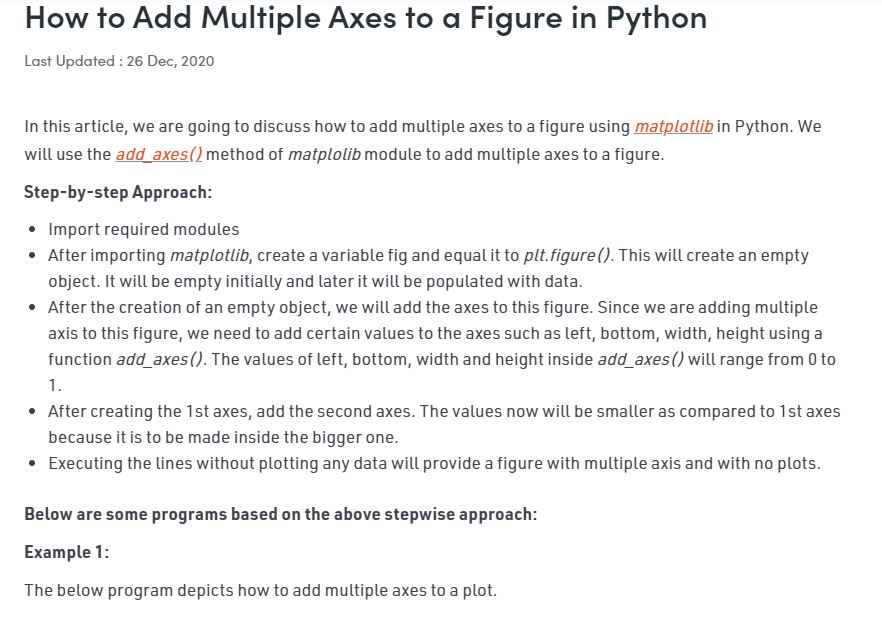 How to Add Multiple Axes to a Figure in Python
Last Updated : 26 Dec, 2020
In this article, we are going to discuss how to add multiple axes to a figure using matplotlib in Python. We
will use the add_axes() method of matplolib module to add multiple axes to a figure.
Step-by-step Approach:
• Import required modules
• After importing matplotlib, create a variable fig and equal it to plt.figure(). This will create an empty
object. It will be empty initially and later it will be populated with data.
• After the creation of an empty object, we will add the axes to this figure. Since we are adding multiple
axis to this figure, we need to add certain values to the axes such as left, bottom, width, height using a
function add_axes(). The values of left, bottom, width and height inside add_axes() will range from 0 to
1.
• After creating the 1st axes, add the second axes. The values now will be smaller as compared to 1st axes
because it is to be made inside the bigger one.
• Executing the lines without plotting any data will provide a figure with multiple axis and with no plots.
Below are some programs based on the above stepwise approach:
Example 1:
The below program depicts how to add multiple axes to a plot.